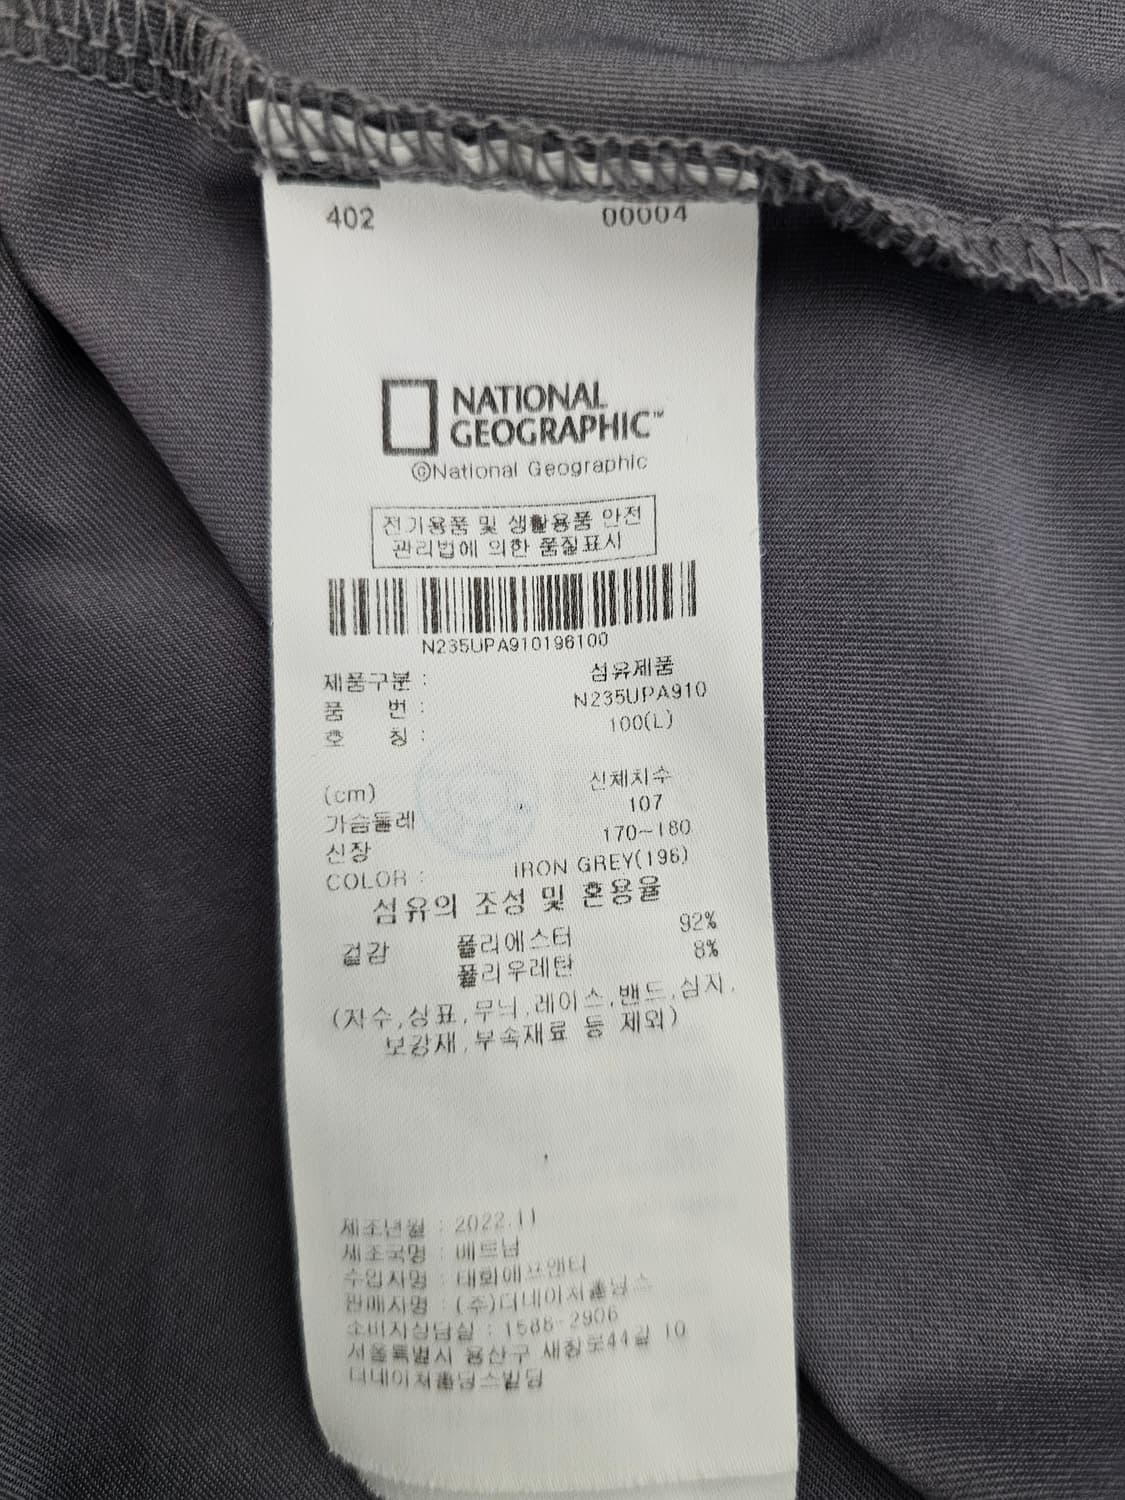 402 00004
NATIONAL
GEOGRAPHIC™
©National Geographic
전기용품 및 생활용품 안전
관리법에 의한 품질표시
N235UPA910196100
제품구분 : 섬유제품
품 번 : N235UPA910
호 칭 : 100(L)
(cm) 신체치수
가슴둘레 107
신장 170~180
COLOR : IRON GREY(196)
섬유의 조성 및 혼용율
겉감 폴리에스터 92%
폴리우레탄 8%
(자수,상표,무늬,레이스,밴드,심지,
보강재,부속재료 등 제외)
제조년월 : 2022.11
제조국명 : 베트남
수입자명 : 태화에프앤티
판매자명 : (주)더네이쳐홀딩스
소비자상담실 : 1588-2906
서울특별시 용산구 새창로44길 10
더네이쳐홀딩스빌딩